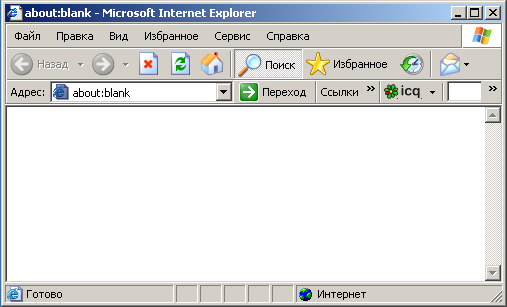 about:blank - Microsoft Internet Explorer
Файл Правка Вид Избранное Сервис Справка
Назад Поиск Избранное
Адрес: about:blank Переход Ссылки » icq »
Готово Интернет